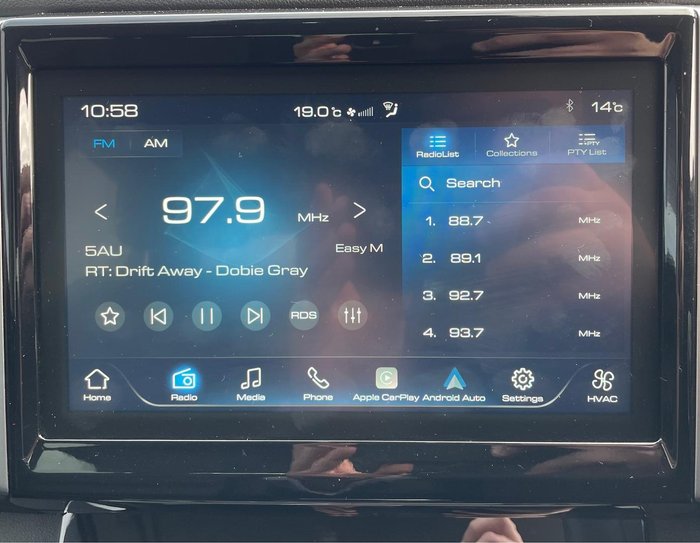 10:58
19.0℃
14℃
FM AM
97.9 MHz
5AU Easy M
RT: Drift Away - Dobie Gray
RDS
RadioList Collections PTY PTY List
Search
1. 88.7 MHz
2. 89.1 MHz
3. 92.7 MHz
4. 93.7 MHz
Home Radio Media Phone Apple CarPlay Android Auto Settings HVAC